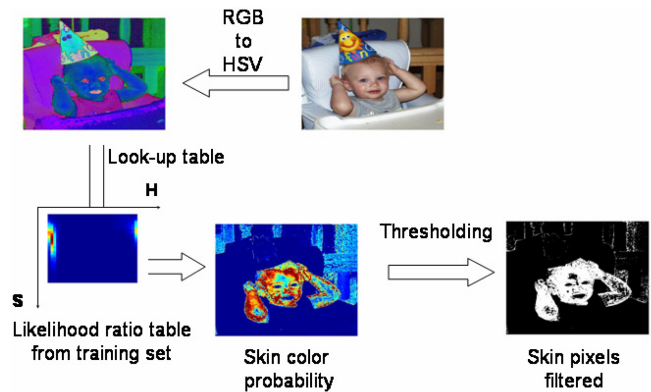 RGB
to
HSV
Look-up table
H
S
Likelihood ratio table
from training set
Skin color
probability
Thresholding
Skin pixels
filtered